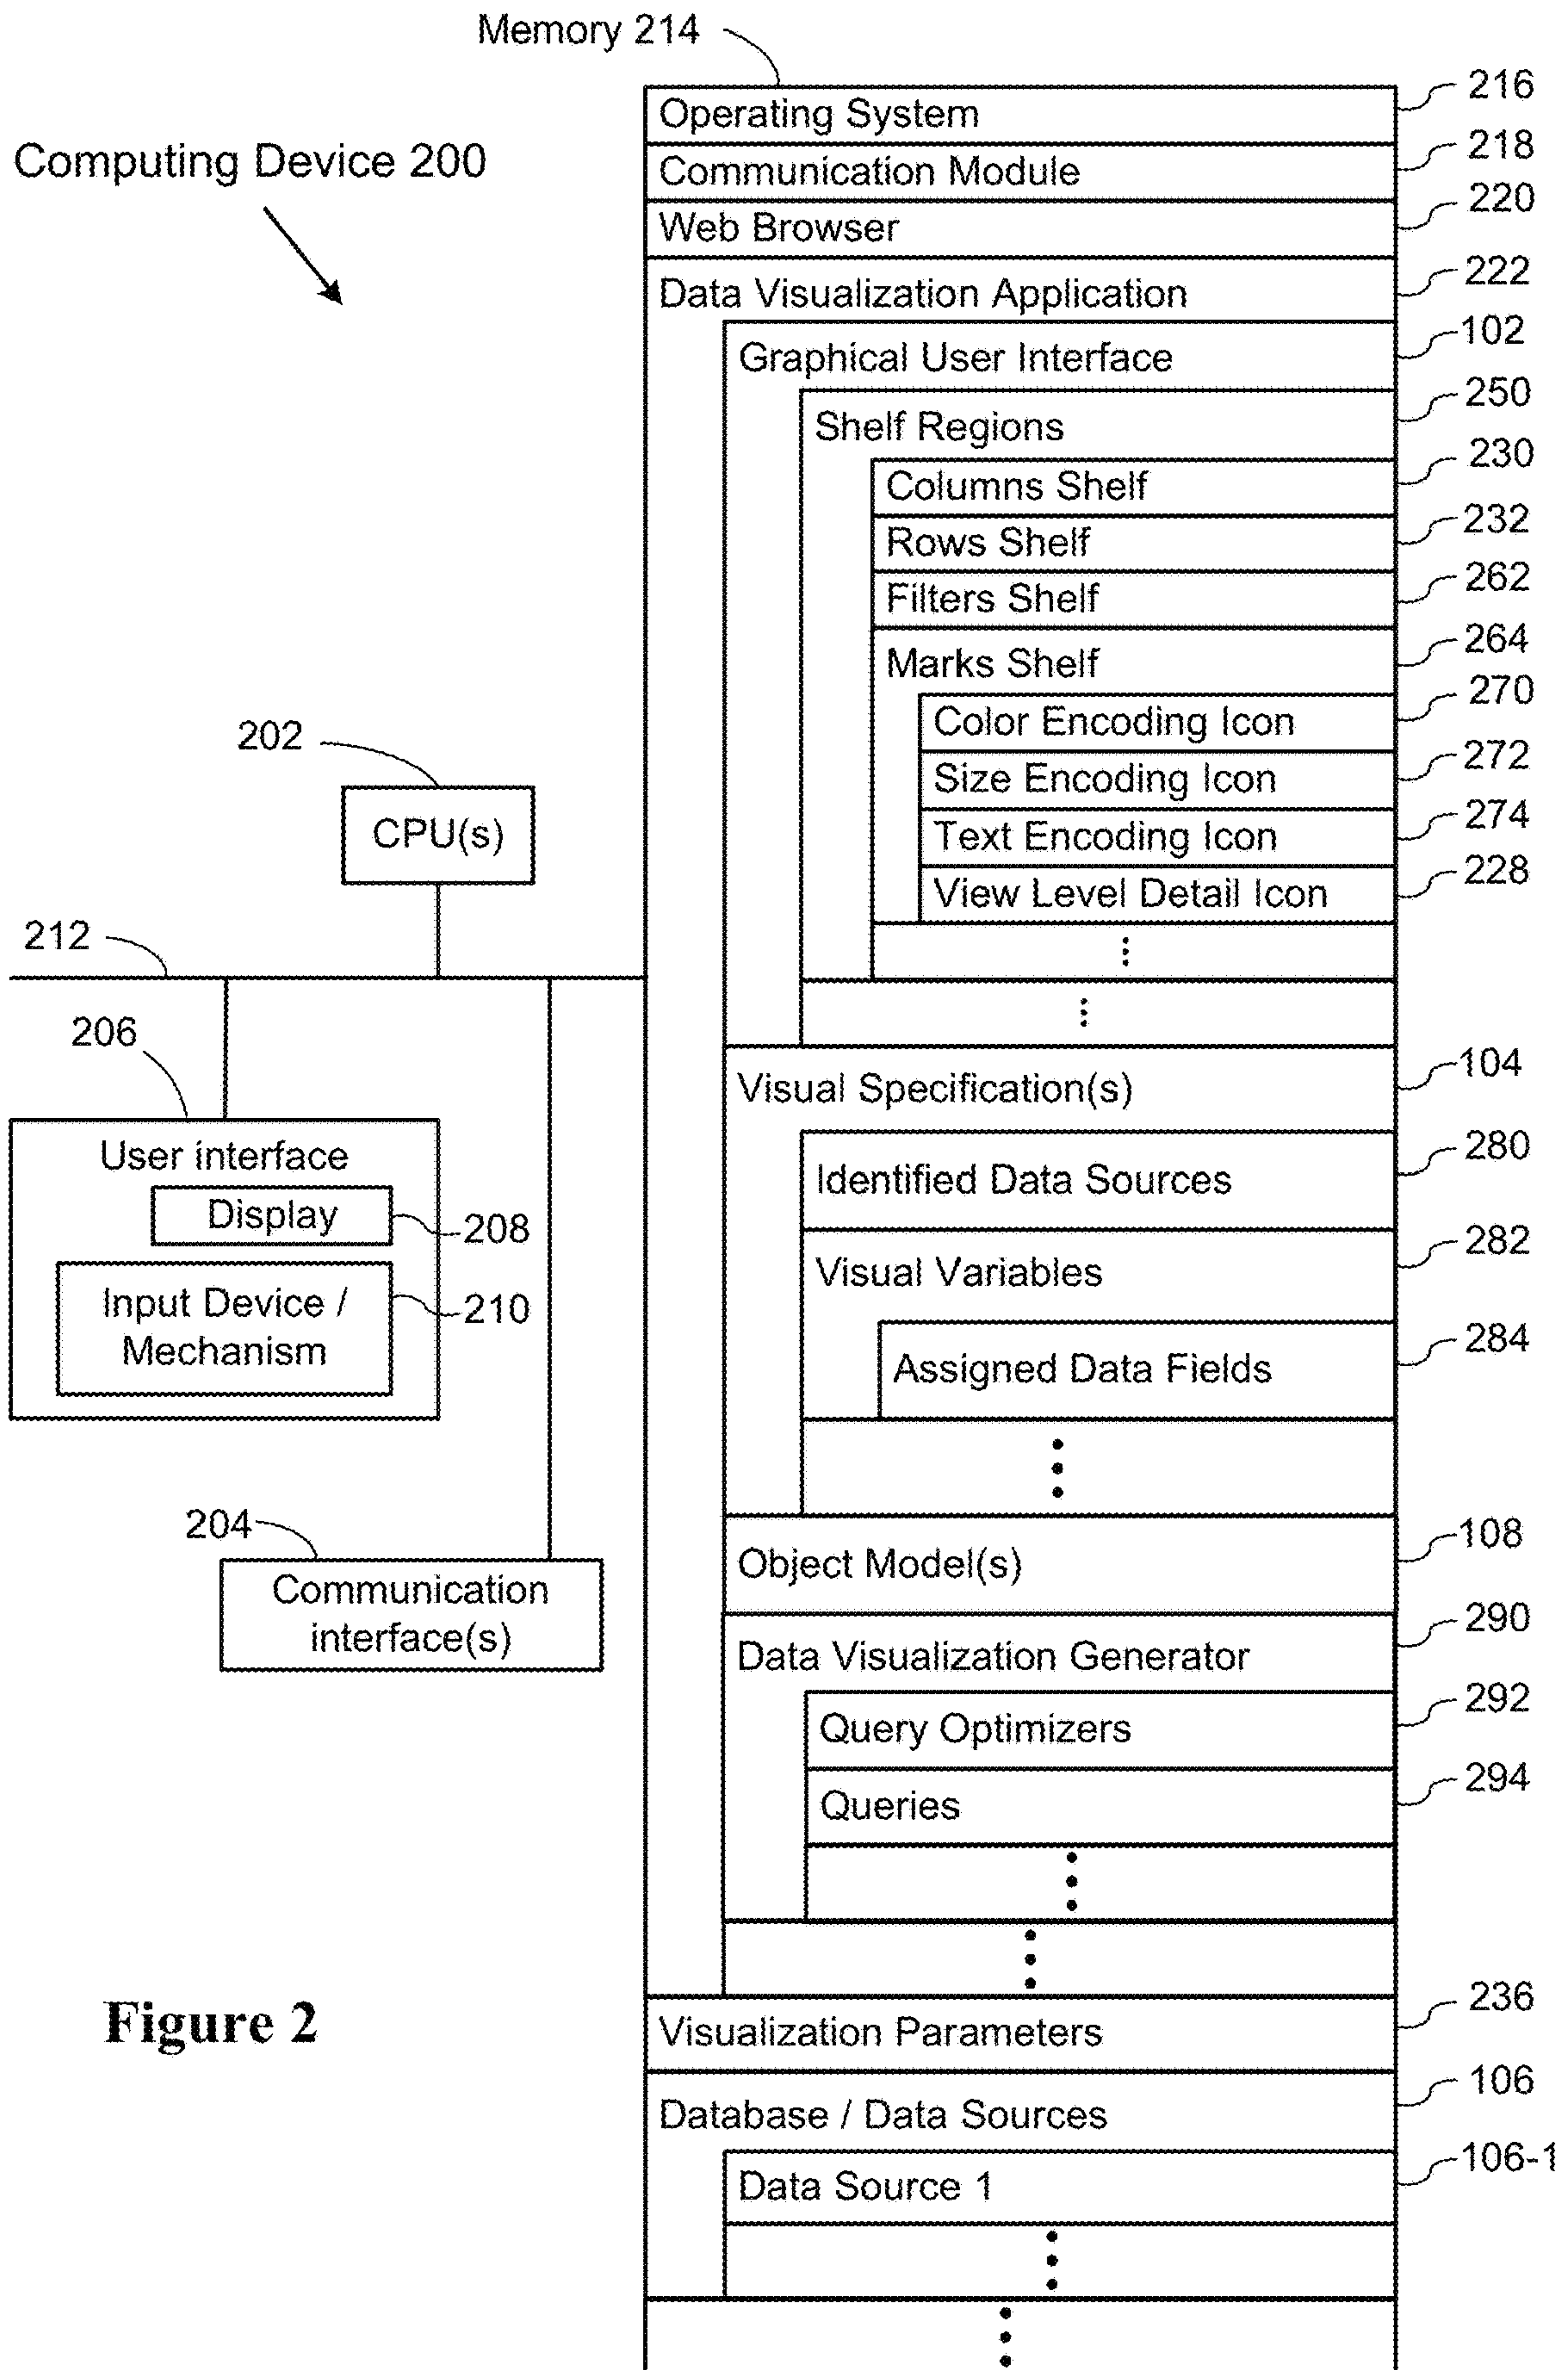 Memory 214
Computing Device 200
Operating System 216
Communication Module 218
Web Browser 220
Data Visualization Application 222
Graphical User Interface 102
Shelf Regions 250
Columns Shelf 230
Rows Shelf 232
Filters Shelf 262
Marks Shelf 264
Color Encoding Icon 270
Size Encoding Icon 272
Text Encoding Icon 274
View Level Detail Icon 228
Visual Specification(s) 104
Identified Data Sources 280
Visual Variables 282
Assigned Data Fields 284
Object Model(s) 108
Data Visualization Generator 290
Query Optimizers 292
Queries 294
Visualization Parameters 236
Database / Data Sources 106
Data Source 1 106-1
202
CPU(s)
212
206
User interface
Display 208
Input Device / 210
Mechanism
204
Communication
interface(s)
Figure 2